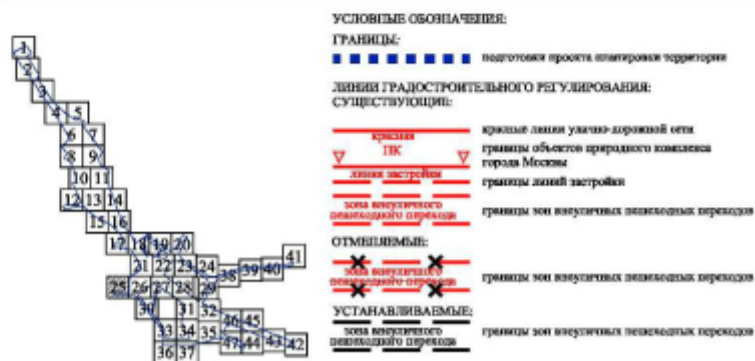 УСЛОВНЫЕ ОБОЗНАЧЕНИЯ:
ГРАНИЦЫ:
подготовки проекта планировки территории
ЛИНИИ ГРАДОСТРОИТЕЛЬНОГО РЕГУЛИРОВАНИЯ:
СУЩЕСТВУЮЩИЕ:
красная
красные линии улично-дорожной сети
ПК
границы объектов природного комплекса
города Москвы
линия застройки
границы линий застройки
зона внеуличного
пешеходного перехода
границы зон внеуличных пешеходных переходов
ОТМЕНЯЕМЫЕ:
зона внеуличного
пешеходного перехода
границы зон внеуличных пешеходных переходов
УСТАНАВЛИВАЕМЫЕ:
зона внеуличного
пешеходного перехода
границы зон внеуличных пешеходных переходов
1
2
3
4 5
6 7
8 9
10 11
12 13 14
15 16
17 18 19 20
21 22 23 24 38 39 40 41
25 26 27 28 29
30 31 32 46 45
33 34 35 47 44 43 42
36 37